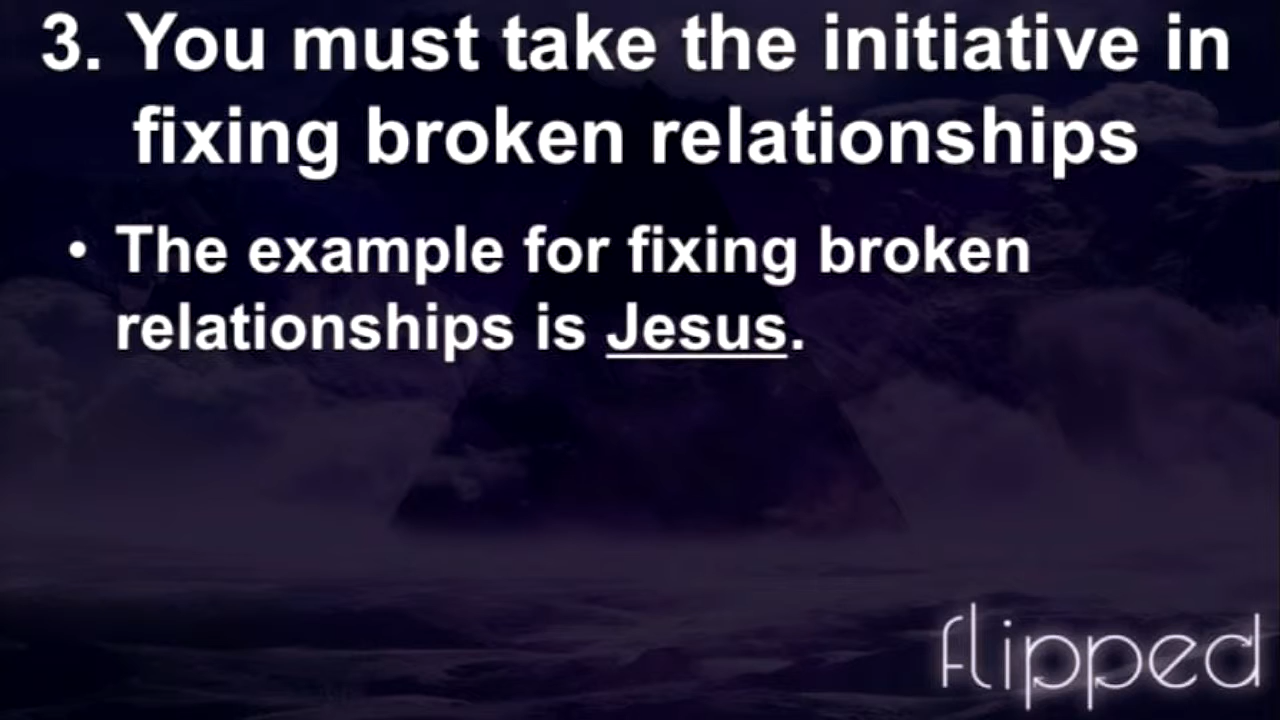 3. You must take the initiative in
fixing broken relationships
• The example for fixing broken
relationships is Jesus.
flipped